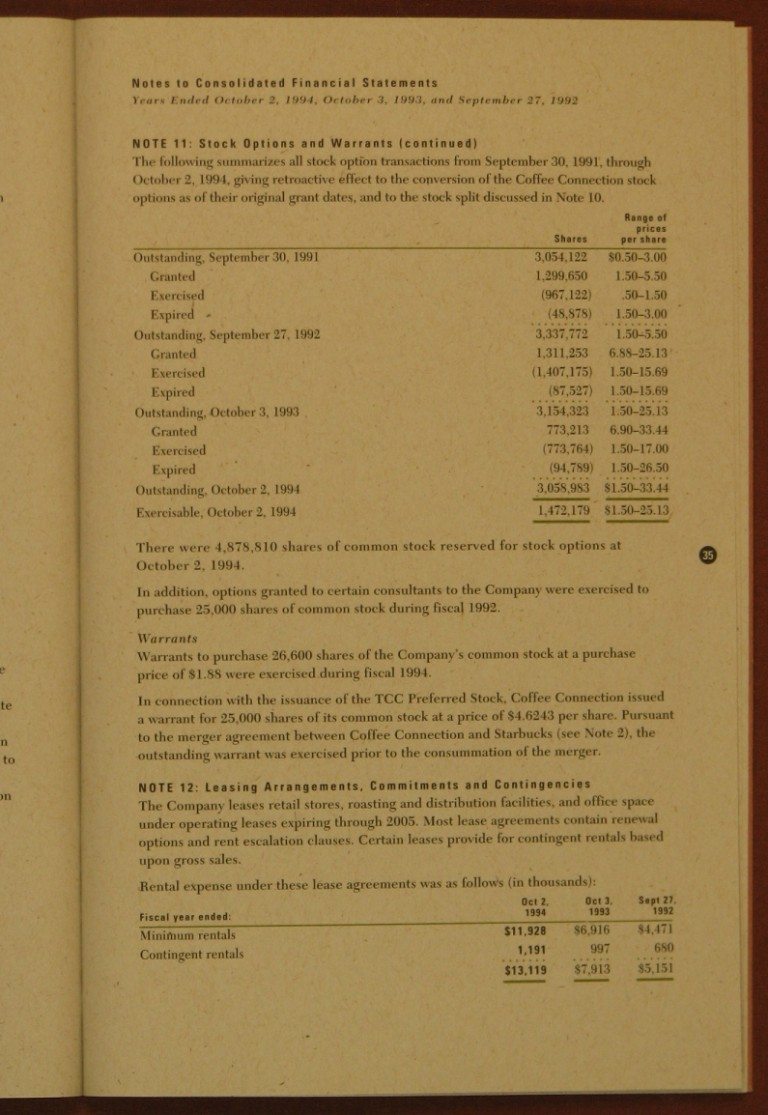 Notes to Consolidated Financial Statements
Years Ended October 2, 1994, October 3, 1993, and September 27, 1992
NOTE 11: Stock Options and Warrants (continued)
The following summarizes all stock option transactions from September 30, 1991, through
October 2, 1994, giving retroactive effect to the conversion of the Coffee Connection stock
options as of their original grant dates, and to the stock split discussed in Note 10.
Range of
prices
Shares per share
Outstanding, September 30, 1991 3,054,122 $0.50–3.00
Granted 1,299,650 1.50–5.50
Exercised (967,122) .50–1.50
Expired (48,878) 1.50–3.00
Outstanding, September 27, 1992 3,337,772 1.50–5.50
Granted 1,311,253 6.88–25.13
Exercised (1,407,175) 1.50–15.69
Expired (87,527) 1.50–15.69
Outstanding, October 3, 1993 3,154,323 1.50–25.13
Granted 773,213 6.90–33.44
Exercised (773,764) 1.50–17.00
Expired (94,789) 1.50–26.50
Outstanding, October 2, 1994 3,058,983 $1.50–33.44
Exercisable, October 2, 1994 1,472,179 $1.50–25.13
There were 4,878,810 shares of common stock reserved for stock options at
October 2, 1994.
35
In addition, options granted to certain consultants to the Company were exercised to
purchase 25,000 shares of common stock during fiscal 1992.
Warrants
Warrants to purchase 26,600 shares of the Company's common stock at a purchase
price of $1.88 were exercised during fiscal 1994.
In connection with the issuance of the TCC Preferred Stock, Coffee Connection issued
a warrant for 25,000 shares of its common stock at a price of $4.6243 per share. Pursuant
to the merger agreement between Coffee Connection and Starbucks (see Note 2), the
outstanding warrant was exercised prior to the consummation of the merger.
NOTE 12: Leasing Arrangements, Commitments and Contingencies
The Company leases retail stores, roasting and distribution facilities, and office space
under operating leases expiring through 2005. Most lease agreements contain renewal
options and rent escalation clauses. Certain leases provide for contingent rentals based
upon gross sales.
Rental expense under these lease agreements was as follows (in thousands):
Oct 2, Oct 3, Sept 27,
Fiscal year ended: 1994 1993 1992
Minimum rentals $11,928 $6,916 $4,471
Contingent rentals 1,191 997 680
$13,119 $7,913 $5,151